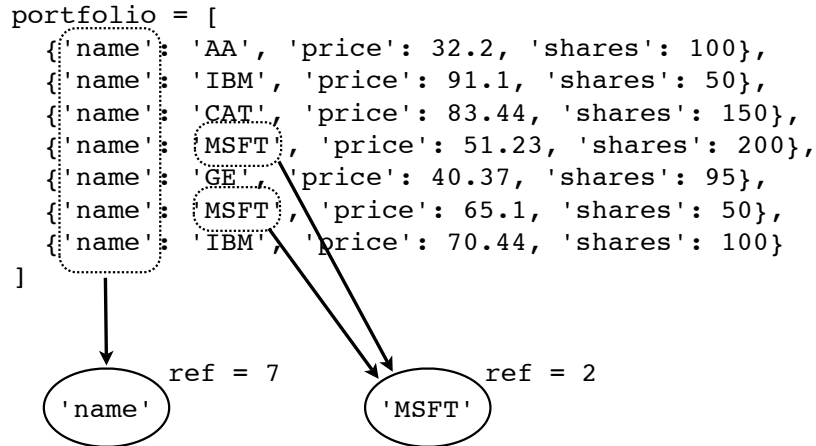 portfolio = [
{'name': 'AA', 'price': 32.2, 'shares': 100},
{'name': 'IBM', 'price': 91.1, 'shares': 50},
{'name': 'CAT', 'price': 83.44, 'shares': 150},
{'name': 'MSFT', 'price': 51.23, 'shares': 200},
{'name': 'GE', 'price': 40.37, 'shares': 95},
{'name': 'MSFT', 'price': 65.1, 'shares': 50},
{'name': 'IBM', 'price': 70.44, 'shares': 100}
]
ref = 7
ref = 2
'name'
'MSFT'